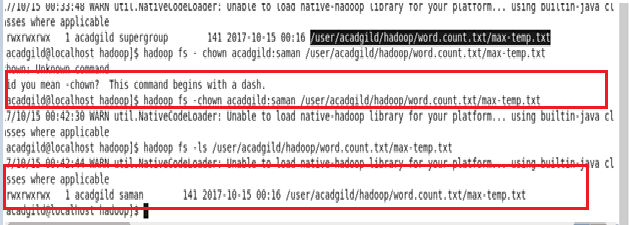 7/10/15 00:33:48 WARN util.NativeCodeLoader: Unable to load native-hadoop library for your platform... using builtin-java cl
sses where applicable
rwxrwxrwx 1 acadgild supergroup 141 2017-10-15 00:16 /user/acadgild/hadoop/word.count.txt/max-temp.txt
acadgild@localhost hadoop]$ hadoop fs - chown acadgild:saman /user/acadgild/hadoop/word.count.txt/max-temp.txt
hown: Unknown command
id you mean -chown? This command begins with a dash.
acadgild@localhost hadoop]$ hadoop fs -chown acadgild:saman /user/acadgild/hadoop/word.count.txt/max-temp.txt
7/10/15 00:42:30 WARN util.NativeCodeLoader: Unable to load native-hadoop library for your platform... using builtin-java cl
sses where applicable
acadgild@localhost hadoop]$ hadoop fs -ls /user/acadgild/hadoop/word.count.txt/max-temp.txt
7/10/15 00:42:44 WARN util.NativeCodeLoader: Unable to load native-hadoop library for your platform... using builtin-java cl
sses where applicable
rwxrwxrwx 1 acadgild saman 141 2017-10-15 00:16 /user/acadgild/hadoop/word.count.txt/max-temp.txt
acadgild@localhost hadoop]$